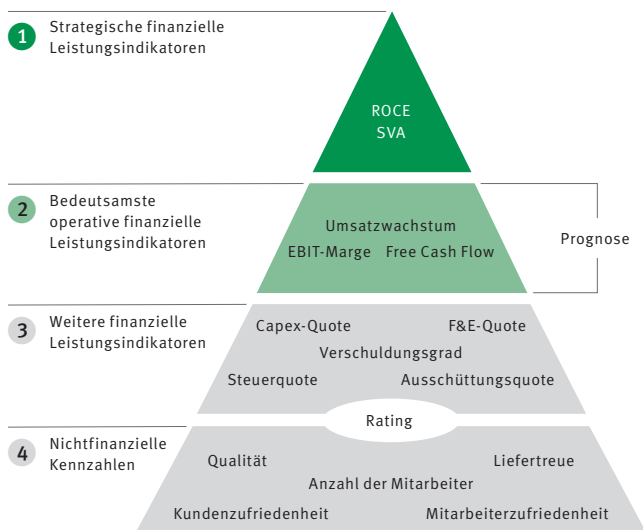 1 Strategische finanzielle
Leistungsindikatoren
ROCE
SVA
2 Bedeutsamste
operative finanzielle
Leistungsindikatoren
Umsatzwachstum
EBIT-Marge Free Cash Flow
Prognose
3 Weitere finanzielle
Leistungsindikatoren
Capex-Quote F&E-Quote
Verschuldungsgrad
Steuerquote Ausschüttungsquote
Rating
4 Nichtfinanzielle
Kennzahlen
Qualität Liefertreue
Anzahl der Mitarbeiter
Kundenzufriedenheit Mitarbeiterzufriedenheit